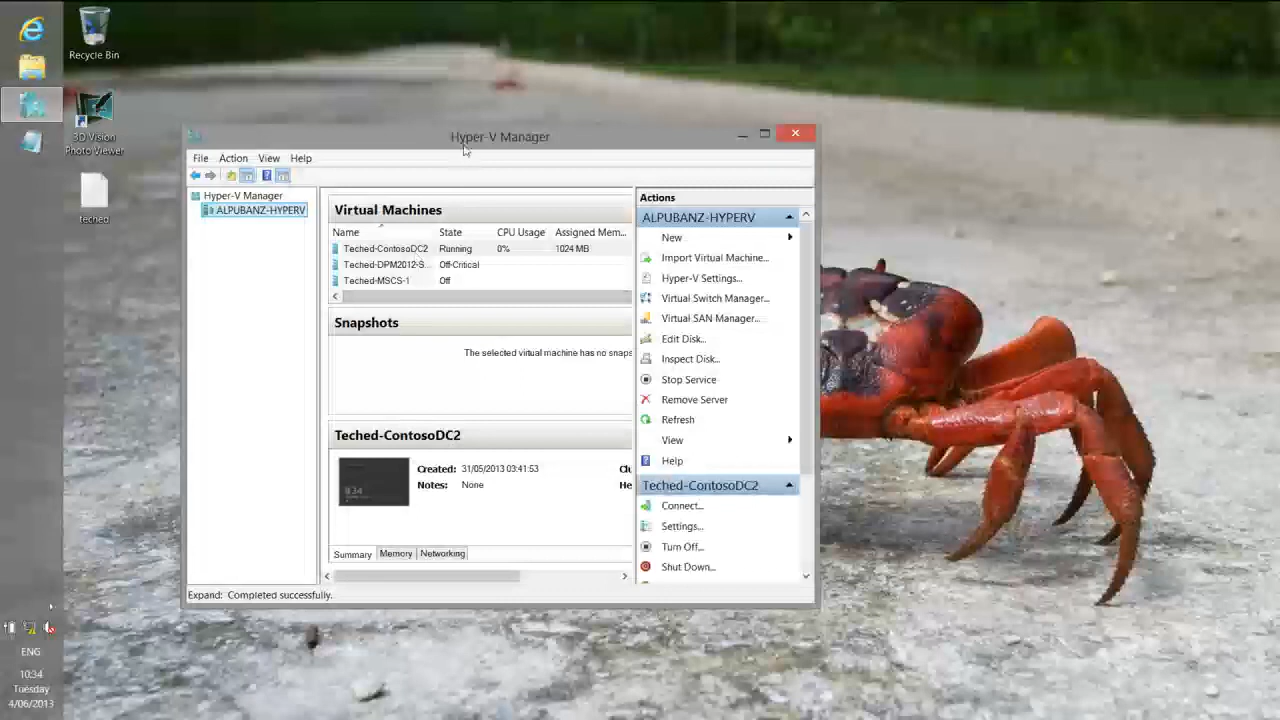 Recycle Bin
3D Vision
Photo Viewer
teched
Hyper-V Manager
File Action View Help
Hyper-V Manager
ALPUBANZ-HYPERV
Virtual Machines
Name State CPU Usage Assigned Mem...
Teched-ContosoDC2 Running 0% 1024 MB
Teched-DPM2012-S... Off-Critical
Teched-MSCS-1 Off
Snapshots
The selected virtual machine has no snaps
Teched-ContosoDC2
Created: 31/05/2013 03:41:53 Clu
Notes: None He
Summary Memory Networking
Actions
ALPUBANZ-HYPERV
New
Import Virtual Machine...
Hyper-V Settings...
Virtual Switch Manager...
Virtual SAN Manager...
Edit Disk...
Inspect Disk...
Stop Service
Remove Server
Refresh
View
Help
Teched-ContosoDC2
Connect...
Settings...
Turn Off...
Shut Down...
Expand: Completed successfully.
ENG
10:34
Tuesday
4/06/2013